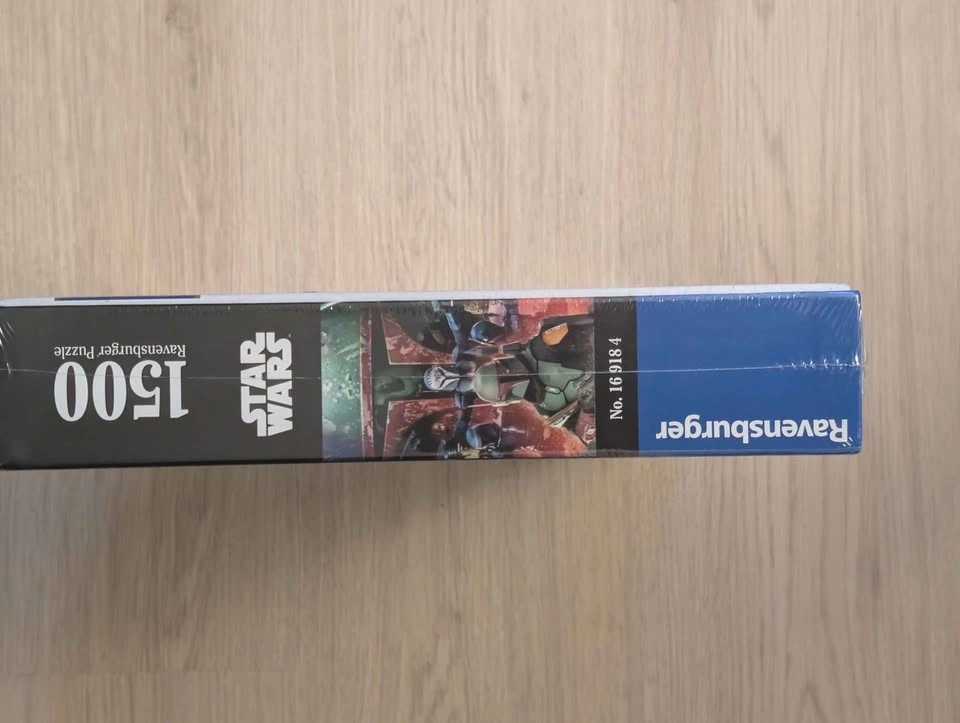 Ravensburger
No. 16 918 4
STAR
WARS
1500
Ravensburger Puzzle